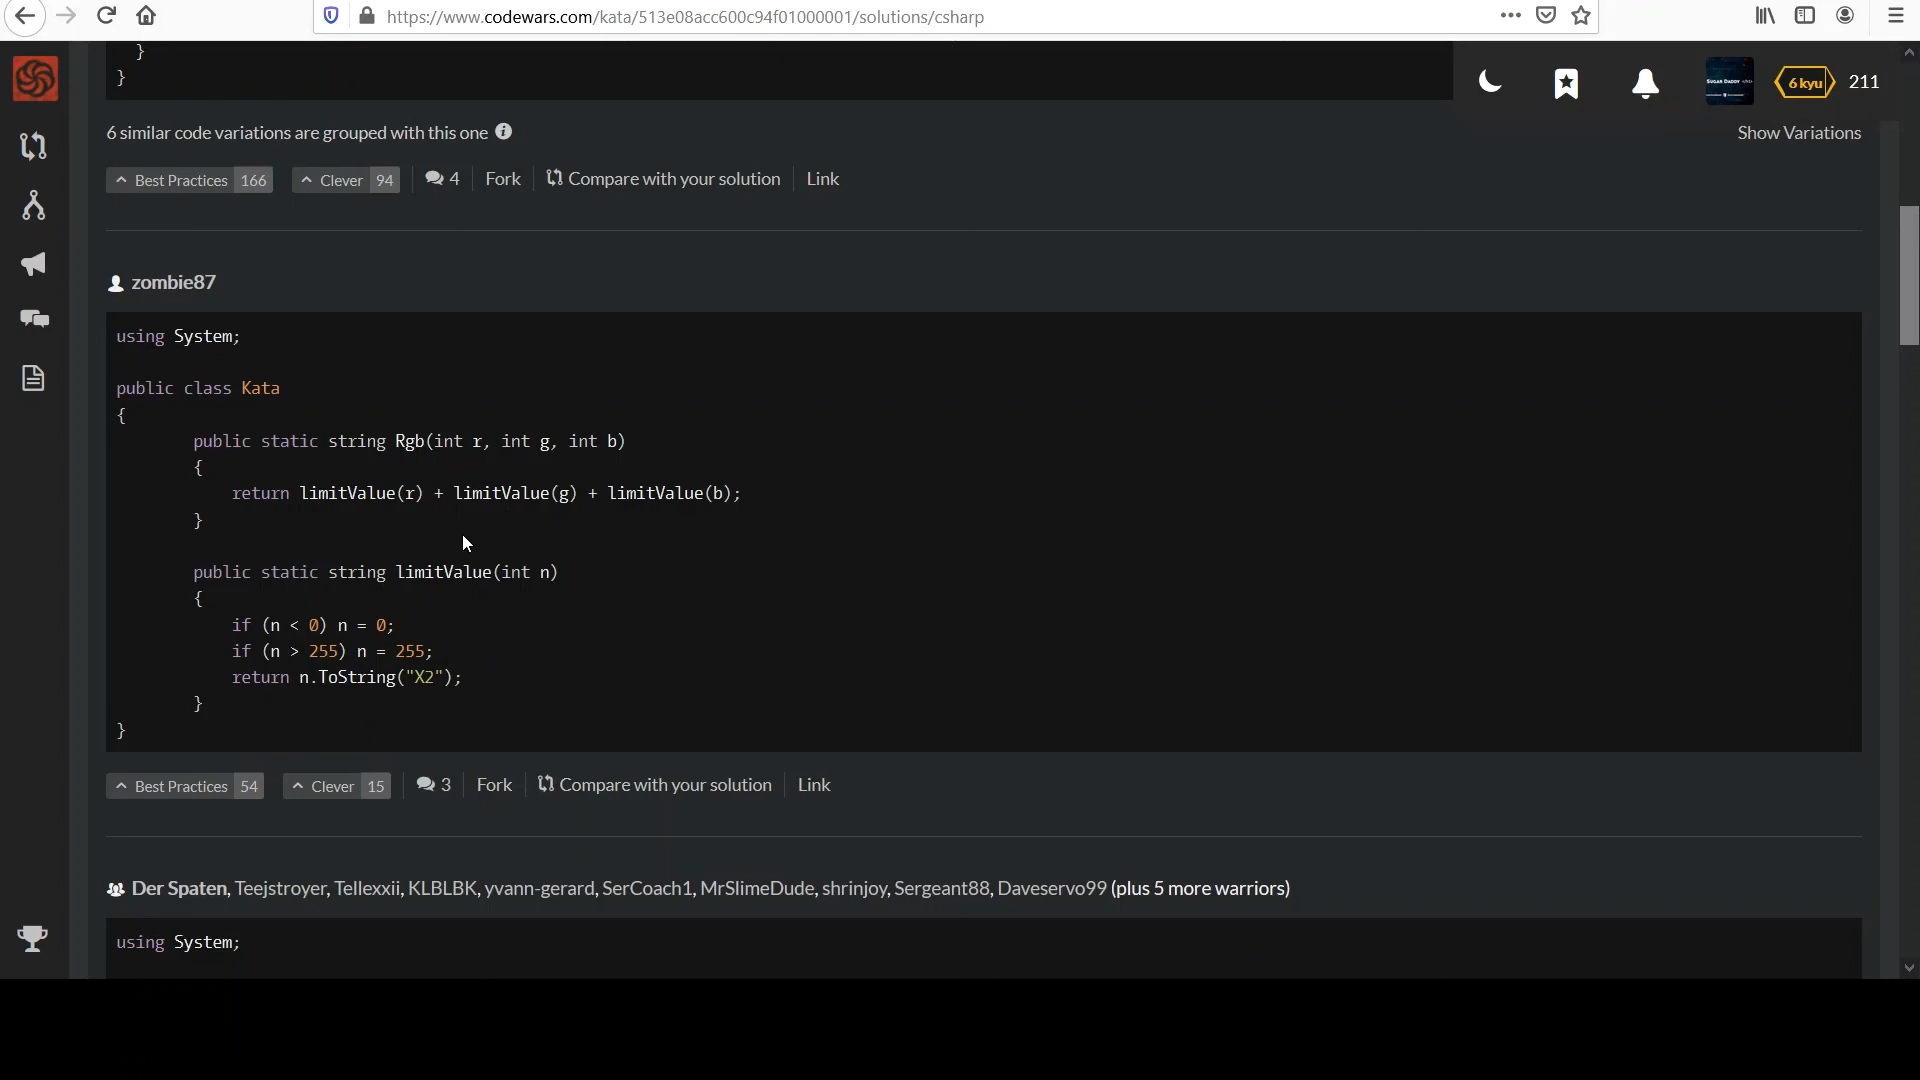 https://www.codewars.com/kata/513e08acc600c94f01000001/solutions/csharp
}
}
6 kyu 211
6 similar code variations are grouped with this one
Show Variations
Best Practices 166 Clever 94 4 Fork Compare with your solution Link
zombie87
using System;
public class Kata
{
public static string Rgb(int r, int g, int b)
{
return limitValue(r) + limitValue(g) + limitValue(b);
}
public static string limitValue(int n)
{
if (n < 0) n = 0;
if (n > 255) n = 255;
return n.ToString("X2");
}
}
Best Practices 54 Clever 15 3 Fork Compare with your solution Link
Der Spaten, Teejstroyer, Tellexxii, KLBLBK, yvann-gerard, SerCoach1, MrSlimeDude, shrinjoy, Sergeant88, Daveservo99 (plus 5 more warriors)
using System;